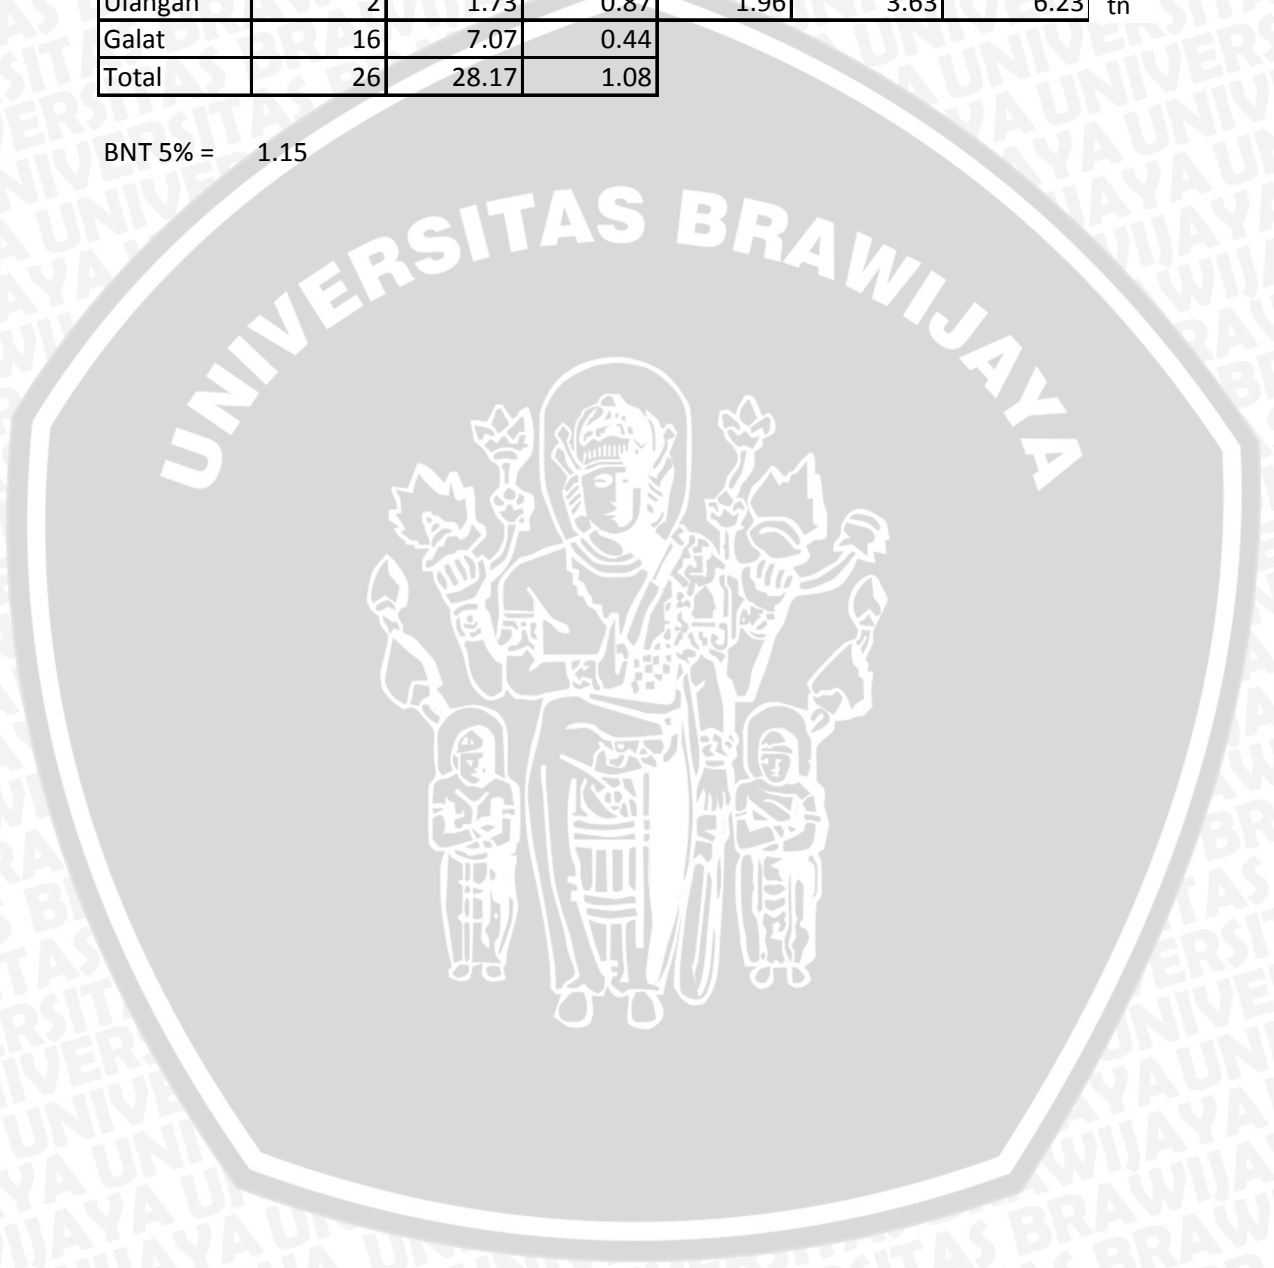 Ulangan 2 1.73 0.87 1.96 3.63 6.23 tn
Galat 16 7.07 0.44
Total 26 28.17 1.08
BNT 5% = 1.15
UNIVERSITAS BRAWIJAYA